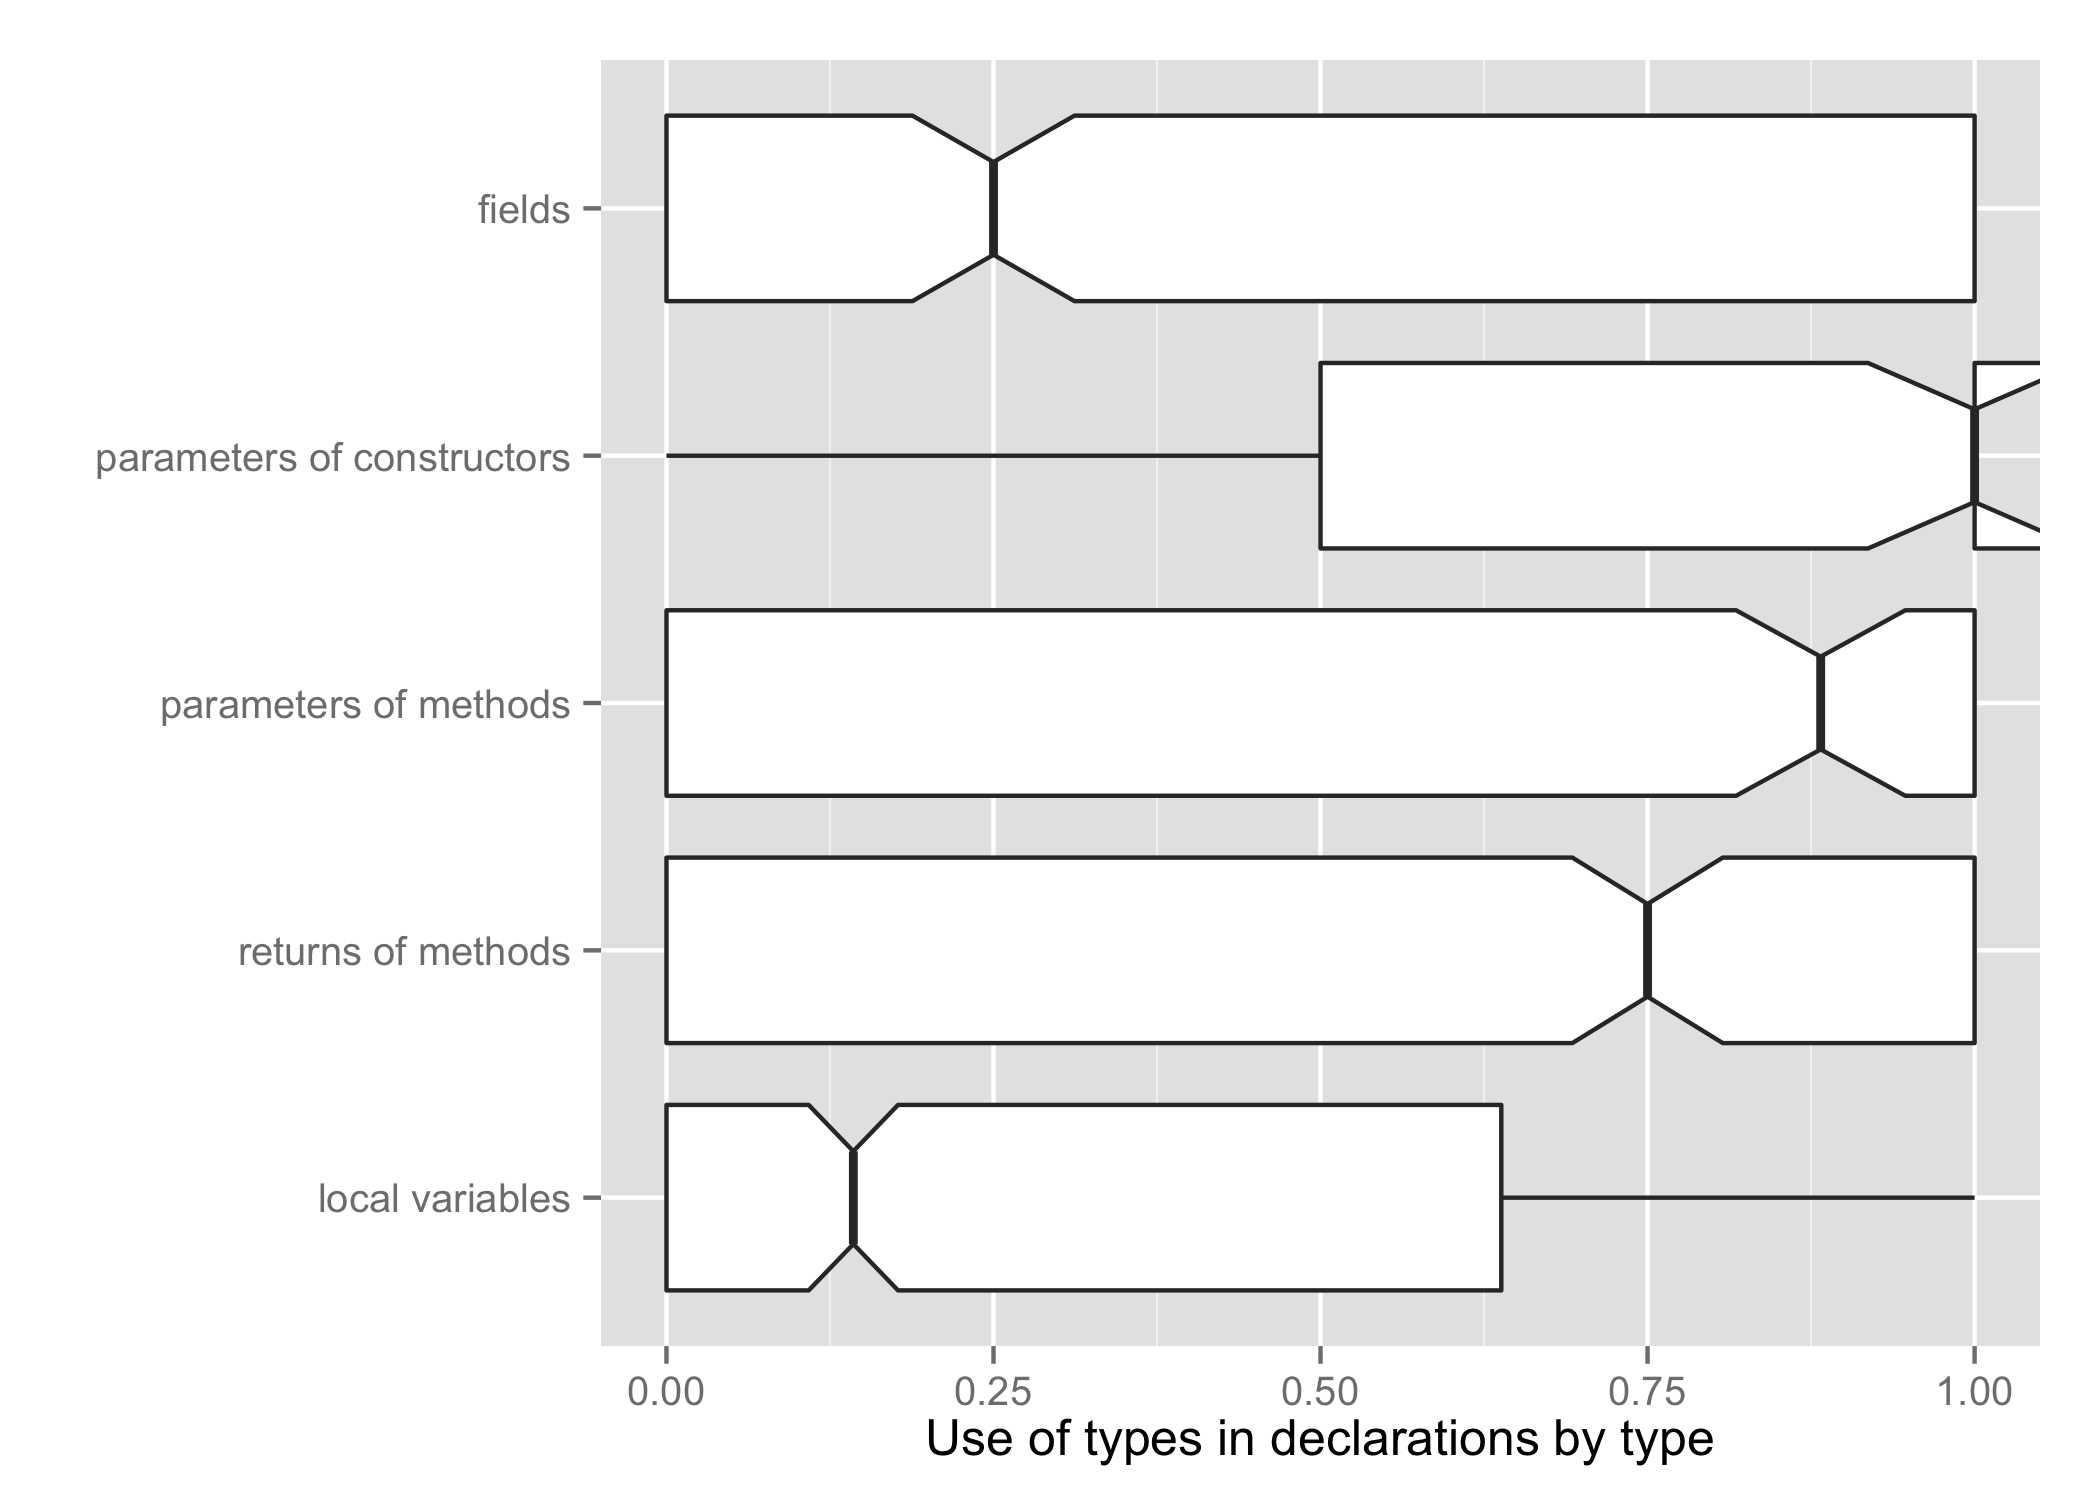 fields
parameters of constructors
parameters of methods
returns of methods
local variables
0.00 0.25 0.50 0.75 1.00
Use of types in declarations by type